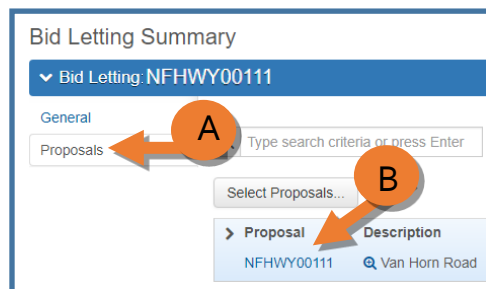 Bid Letting Summary
Bid Letting: NFHWY00111
General
Proposals
A
Type search criteria or press Enter
Select Proposals...
B
Proposal Description
NFHWY00111 Van Horn Road